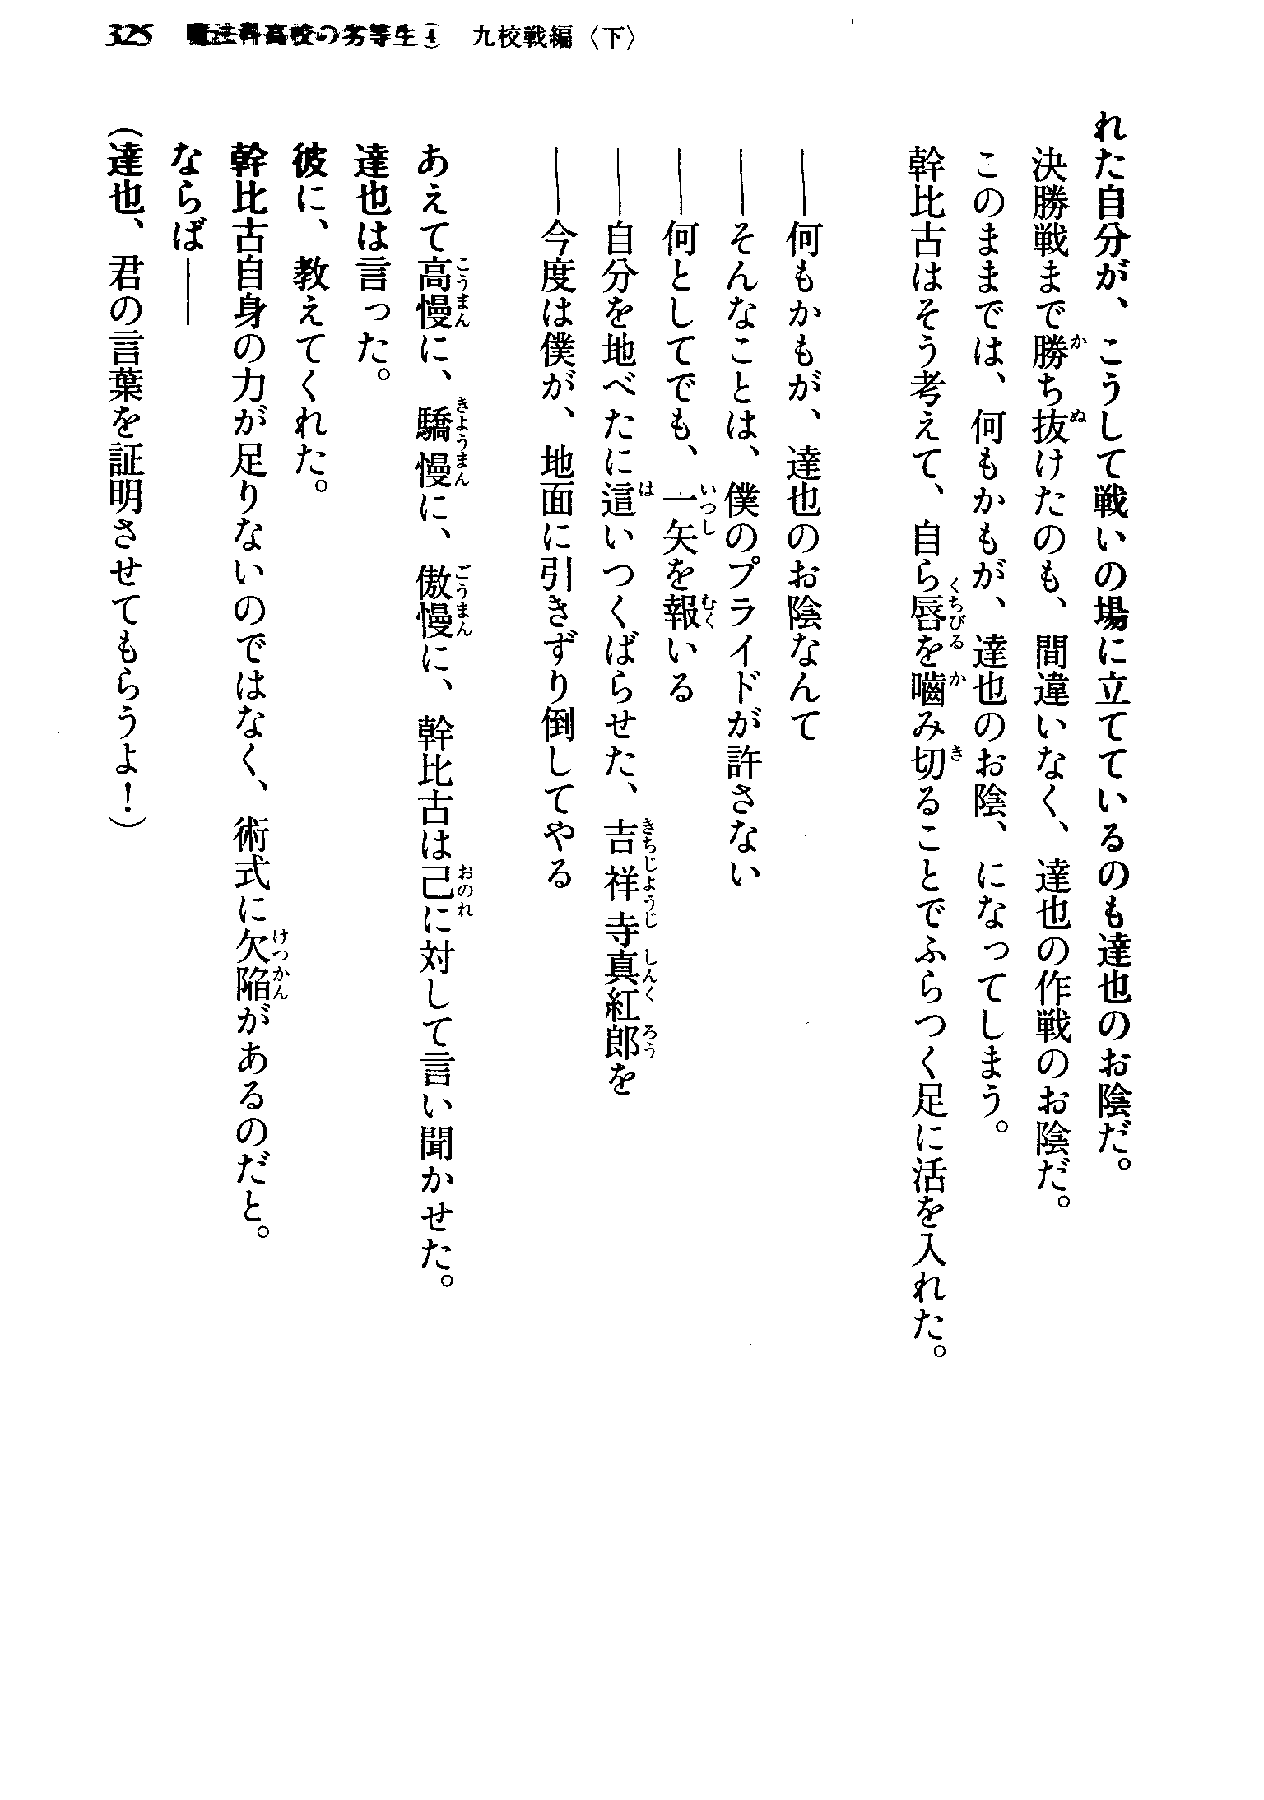 325　魔法科高校の劣等生④　九校戦編〈下〉
れた自分が、こうして戦いの場に立てているのも達也のお陰だ。
決勝戦まで勝ち抜けたのも、間違いなく、達也の作戦のお陰だ。
このままでは、何もかもが、達也のお陰、になってしまう。
幹比古はそう考えて、自ら唇を嚙み切ることでふらつく足に活を入れた。
――何もかもが、達也のお陰なんて
――そんなことは、僕のプライドが許さない
――何としてでも、一矢を報いる
――自分を地べたに這いつくばらせた、吉祥寺真紅郎を
――今度は僕が、地面に引きずり倒してやる
あえて高慢に、驕慢に、傲慢に、幹比古は己に対して言い聞かせた。
達也は言った。
彼に、教えてくれた。
幹比古自身の力が足りないのではなく、術式に欠陥があるのだと。
ならば――
（達也、君の言葉を証明させてもらうよ！）